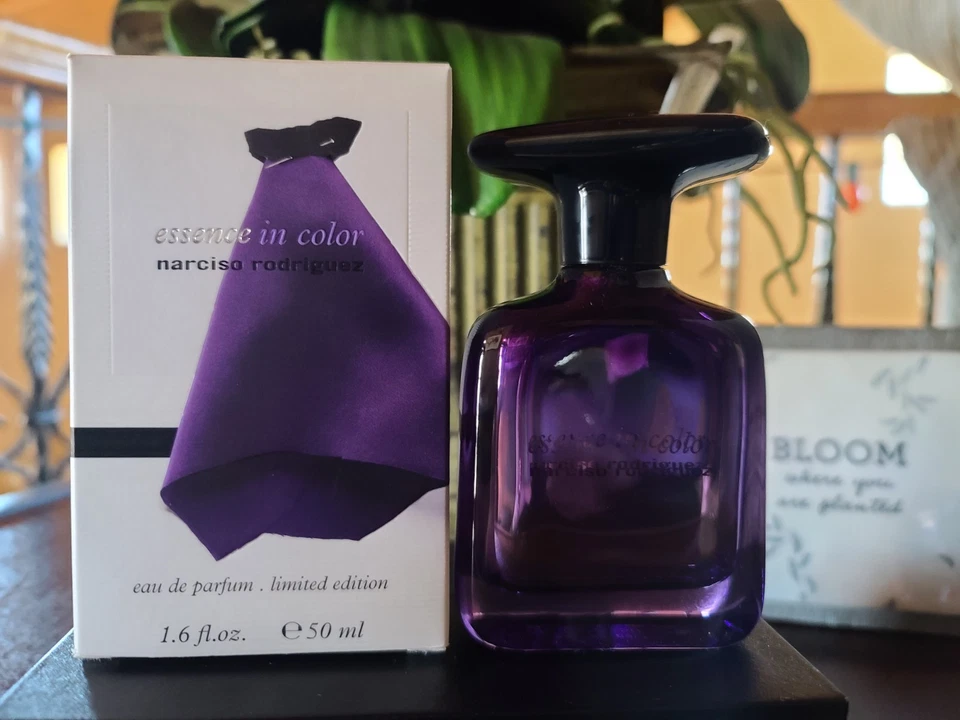 essence in color
narciso rodriguez
eau de parfum . limited edition
1.6 fl.oz. ℮ 50 ml
essence in color
narciso rodriguez
BLOOM
where you
are planted